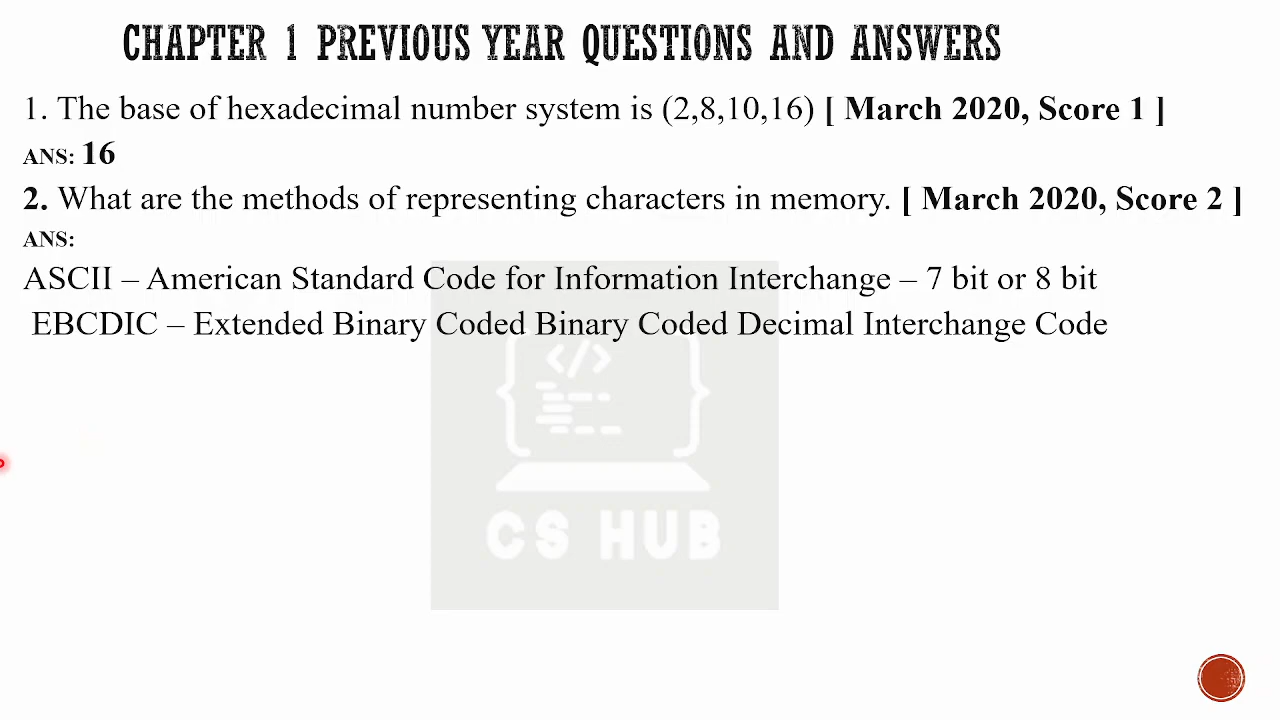 CHAPTER 1 PREVIOUS YEAR QUESTIONS AND ANSWERS
1. The base of hexadecimal number system is (2,8,10,16) [ March 2020, Score 1 ]
ANS: 16
2. What are the methods of representing characters in memory. [ March 2020, Score 2 ]
ANS:
ASCII – American Standard Code for Information Interchange – 7 bit or 8 bit
EBCDIC – Extended Binary Coded Binary Coded Decimal Interchange Code
</>
CS HUB